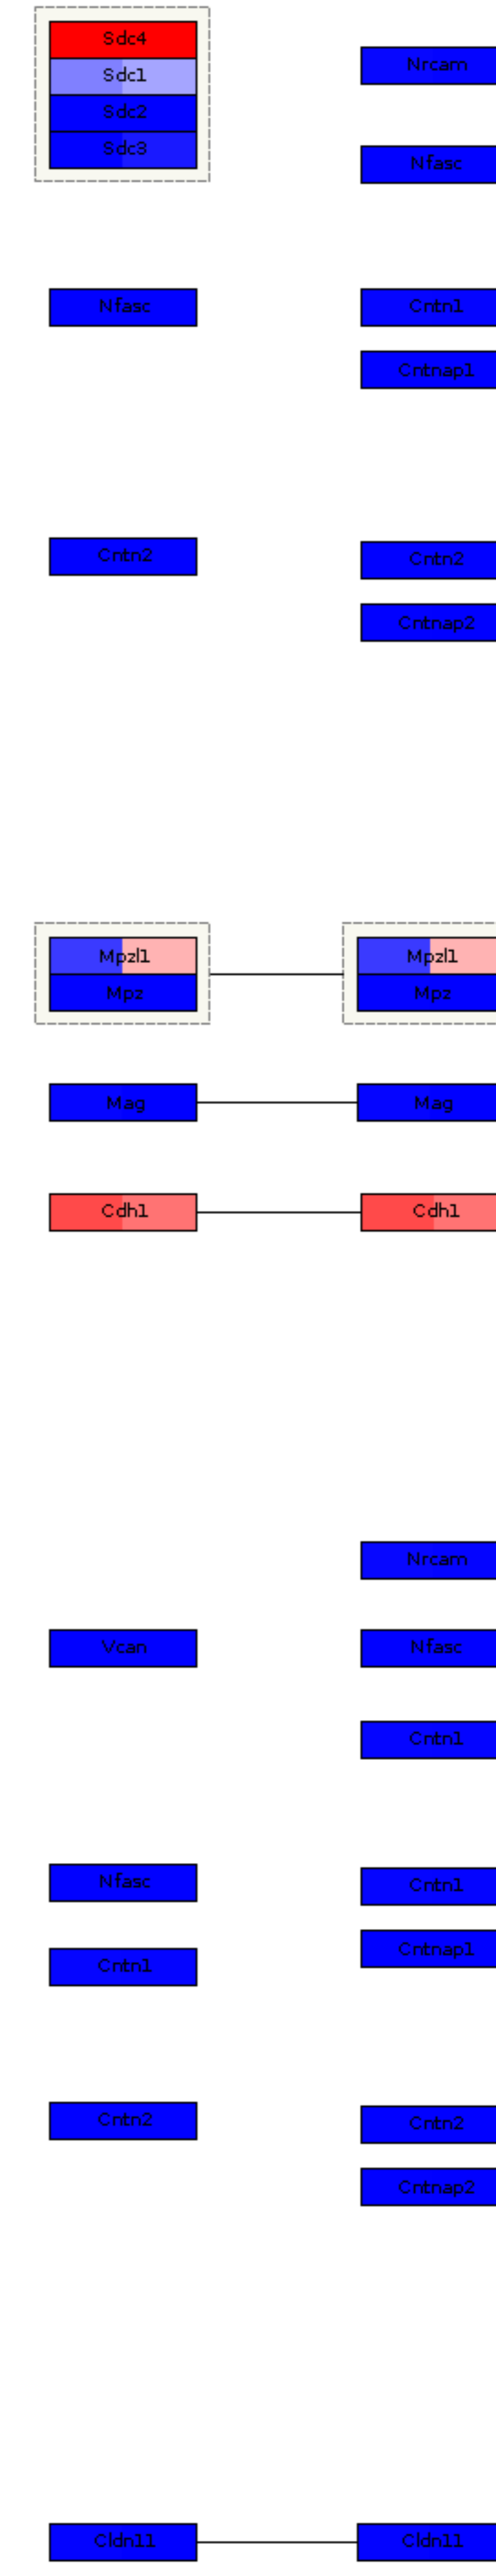 Sdc4
Sdc1
Sdc2
Sdc3
Nrcam
Nfasc
Nfasc
Cntn1
Cntnap1
Cntn2
Cntn2
Cntnap2
Mpzl1
Mpz
Mpzl1
Mpz
Mag
Mag
Cdh1
Cdh1
Nrcam
Vcan
Nfasc
Cntn1
Nfasc
Cntn1
Cntn1
Cntnap1
Cntn2
Cntn2
Cntnap2
Cldn11
Cldn11